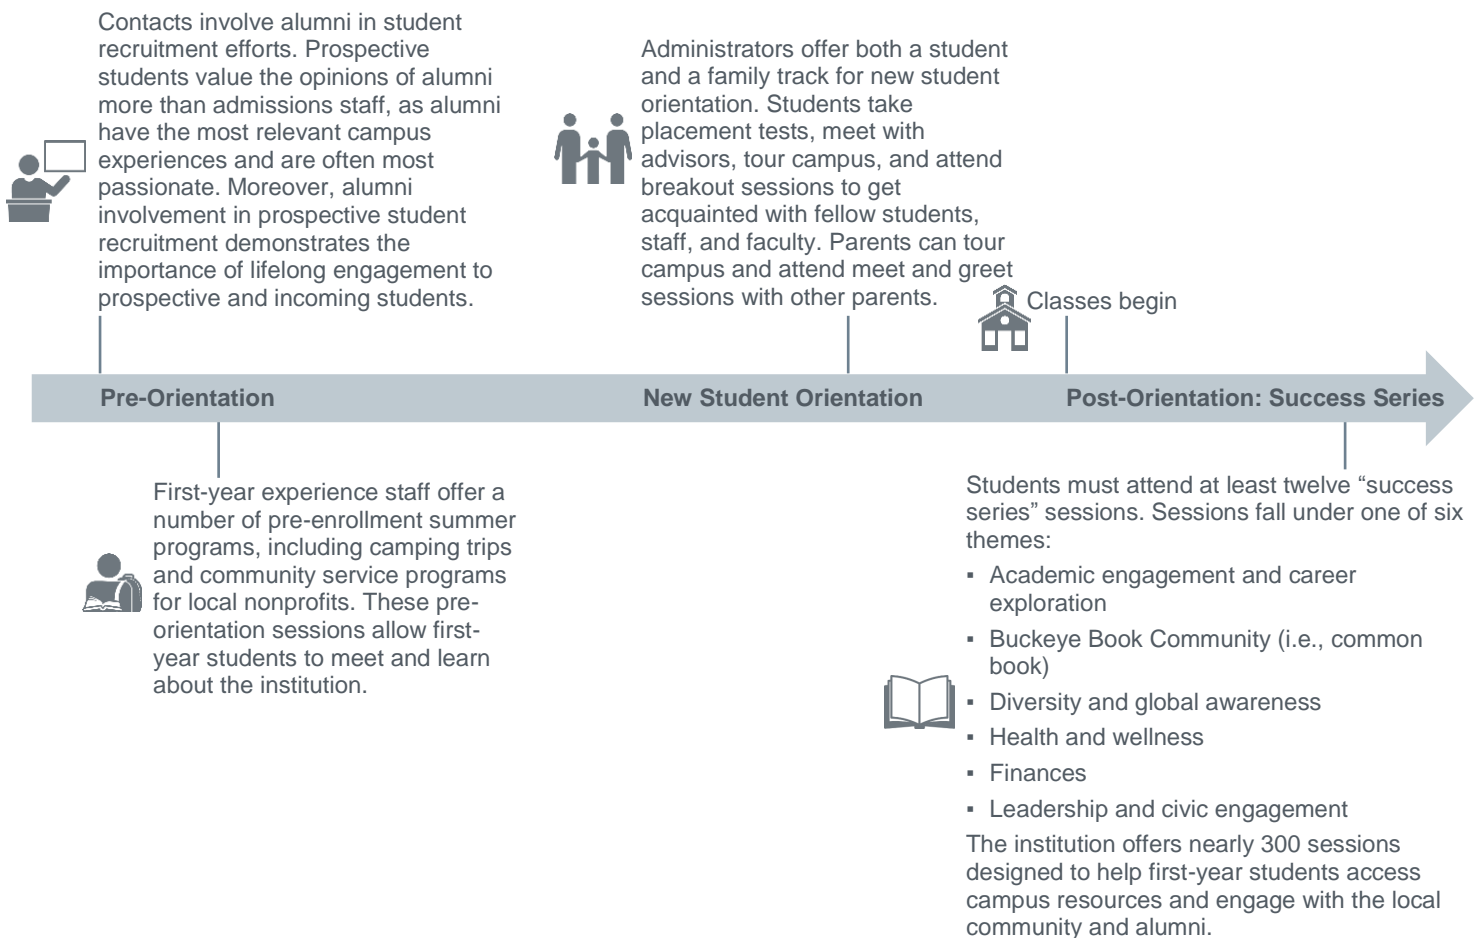 Contacts involve alumni in student
recruitment efforts. Prospective
students value the opinions of alumni
more than admissions staff, as alumni
have the most relevant campus
experiences and are often most
passionate. Moreover, alumni
involvement in prospective student
recruitment demonstrates the
importance of lifelong engagement to
prospective and incoming students.
Administrators offer both a student
and a family track for new student
orientation. Students take
placement tests, meet with
advisors, tour campus, and attend
breakout sessions to get
acquainted with fellow students,
staff, and faculty. Parents can tour
campus and attend meet and greet
sessions with other parents.
Classes begin
Pre-Orientation
New Student Orientation
Post-Orientation: Success Series
First-year experience staff offer a
number of pre-enrollment summer
programs, including camping trips
and community service programs
for local nonprofits. These pre-
orientation sessions allow first-
year students to meet and learn
about the institution.
Students must attend at least twelve “success
series” sessions. Sessions fall under one of six
themes:
▪ Academic engagement and career
exploration
▪ Buckeye Book Community (i.e., common
book)
▪ Diversity and global awareness
▪ Health and wellness
▪ Finances
▪ Leadership and civic engagement
The institution offers nearly 300 sessions
designed to help first-year students access
campus resources and engage with the local
community and alumni.